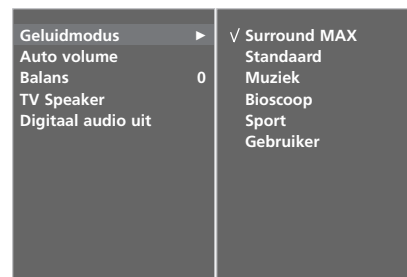 Geluidmodus ►
Auto volume
Balans 0
TV Speaker
Digitaal audio uit
√ Surround MAX
Standaard
Muziek
Bioscoop
Sport
Gebruiker